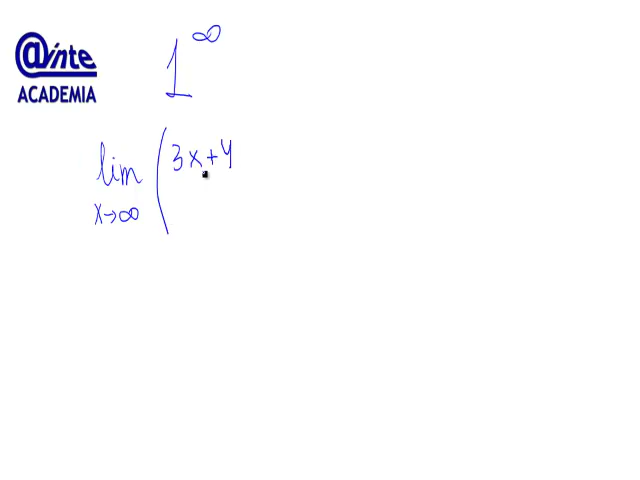 @inte
ACADEMIA
1^∞
lim (3x+4
x→∞